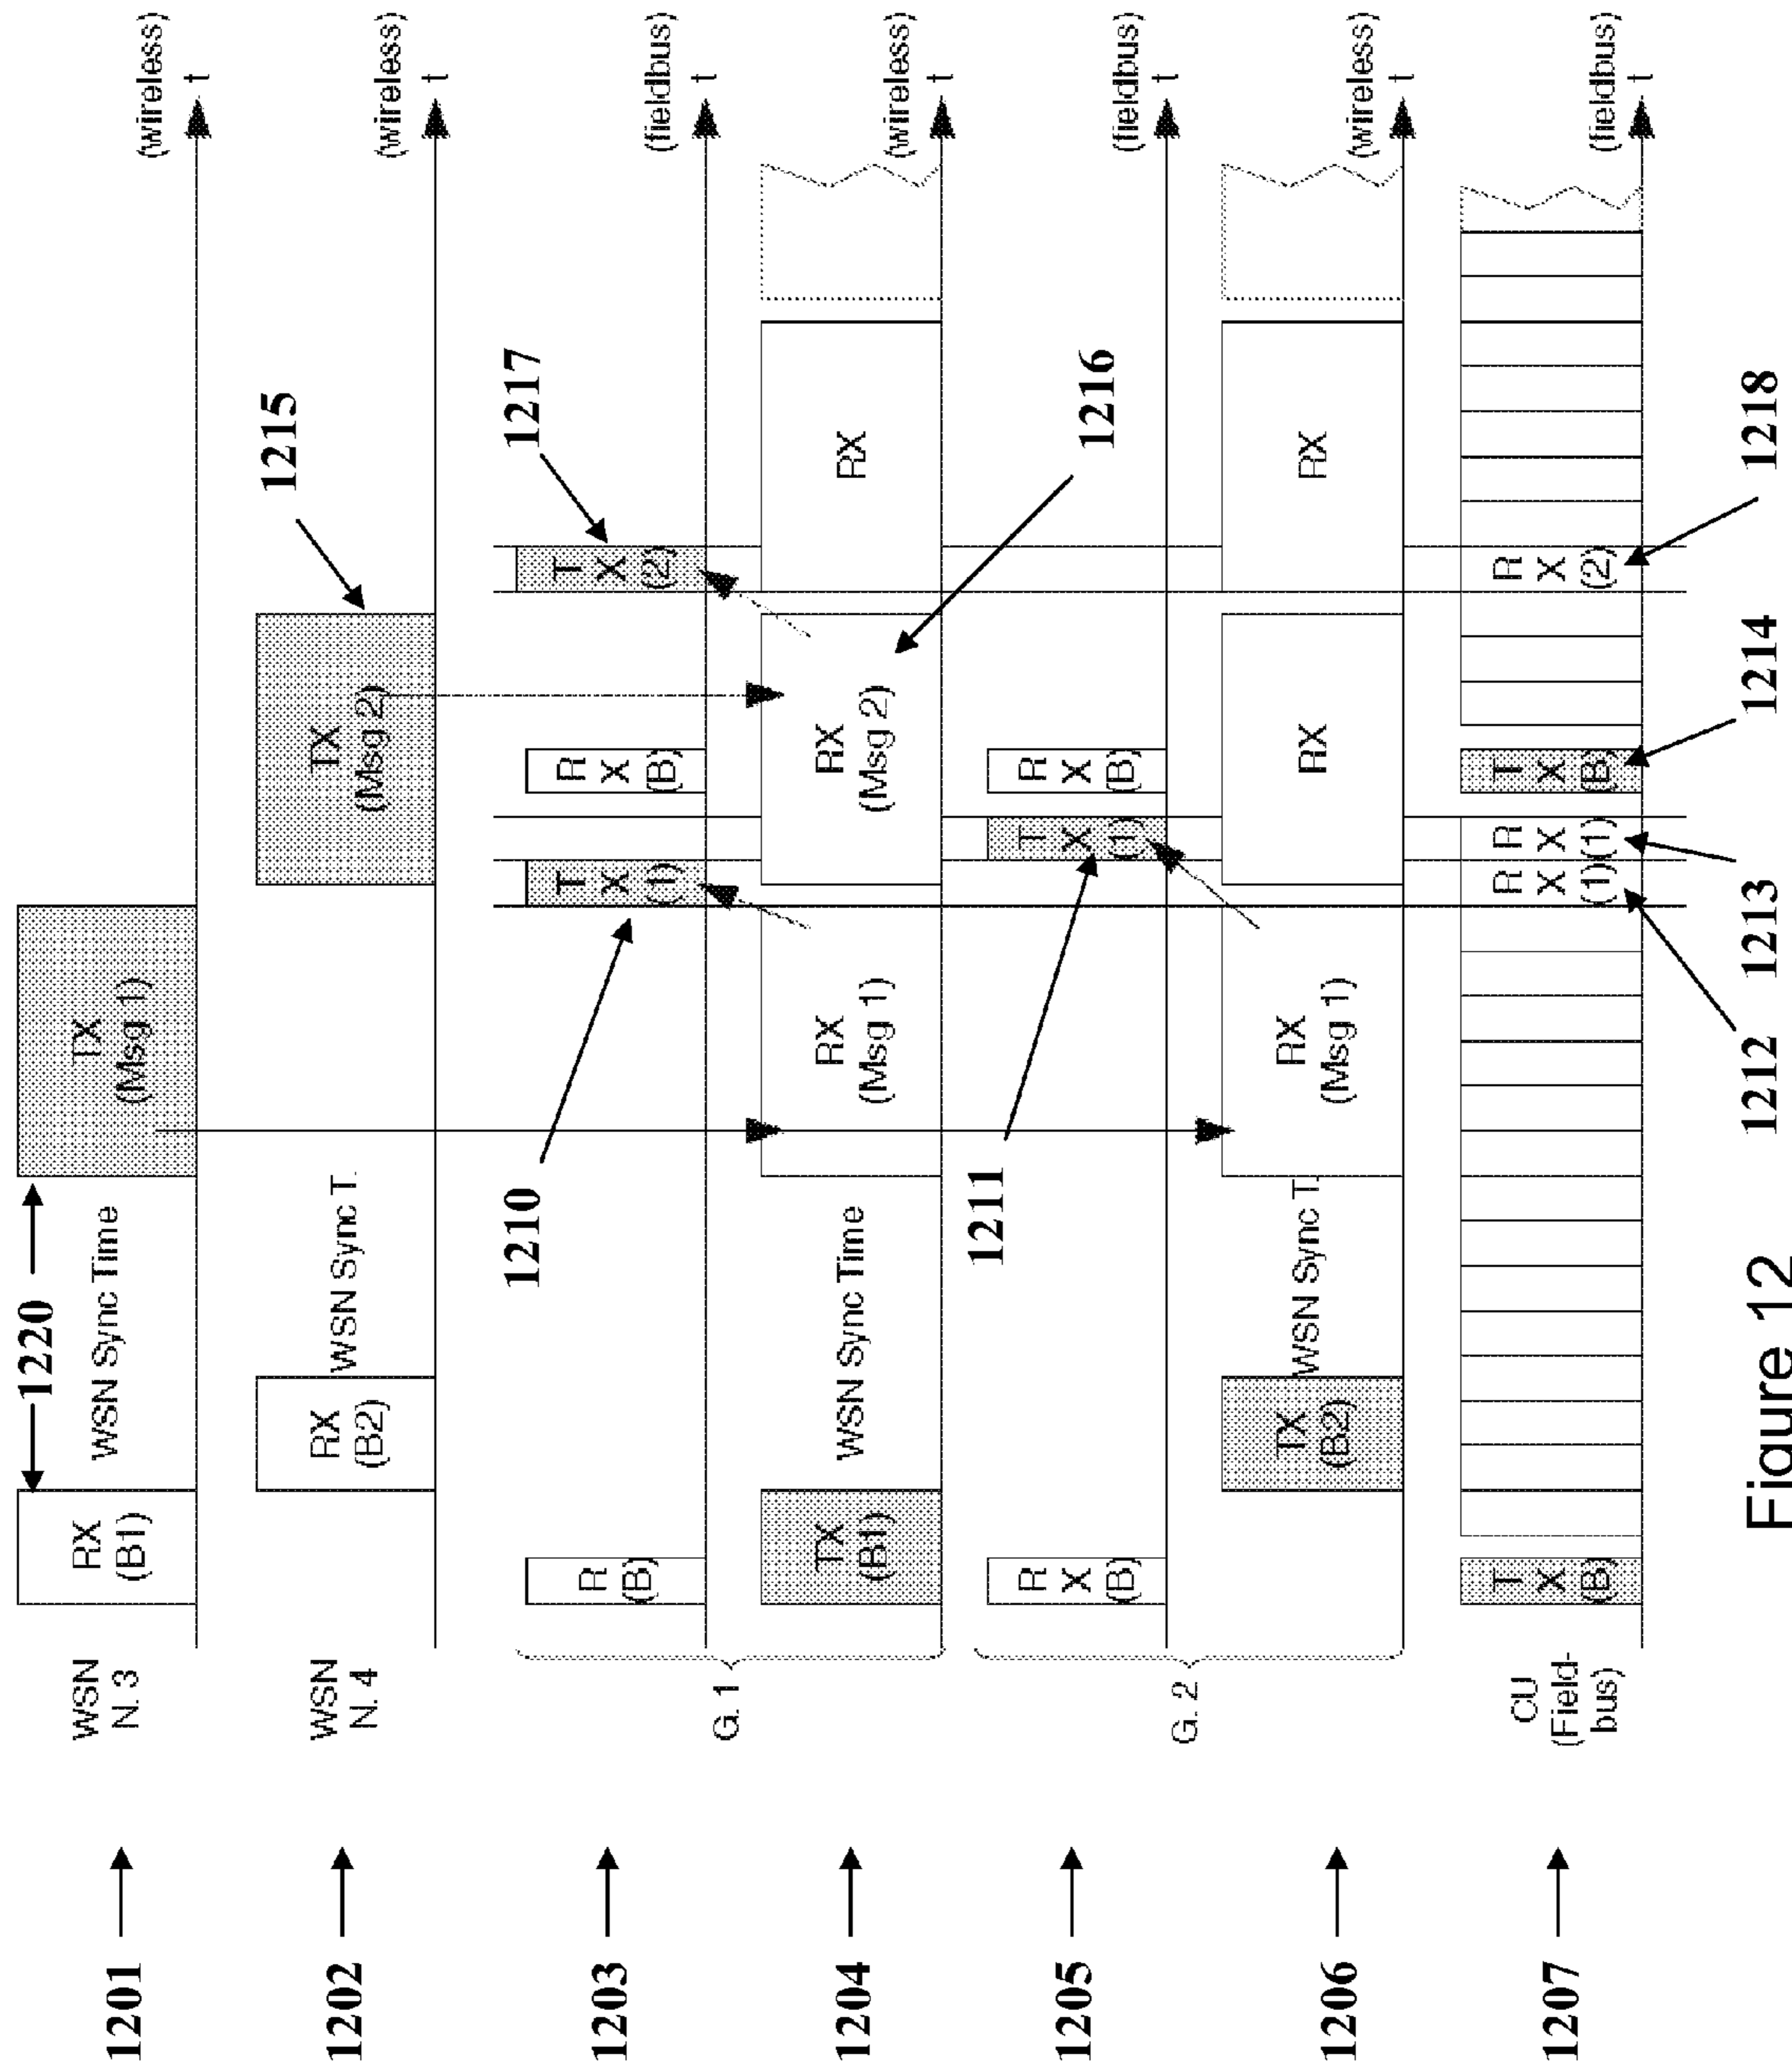 1201
WSN
N. 3
RX
(B1)
1220
WSN Sync Time
TX
(Msg 1)
(wireless)
t
1202
WSN
N. 4
RX
(B2)
WSN Sync T.
TX
(Msg 2)
1215
(wireless)
t
1203
G. 1
R
(B)
1210
T
X
(1)
R
X
(B)
T
X
(2)
1217
(fieldbus)
t
1204
TX
(B1)
WSN Sync Time
RX
(Msg 1)
RX
(Msg 2)
RX
1216
(wireless)
t
1205
G. 2
R
X
(B)
1211
T
X
(1)
R
X
(B)
(fieldbus)
t
1206
TX
(B2)
WSN Sync T.
RX
(Msg 1)
RX
RX
(wireless)
t
1207
CU
(Field-
bus)
T
X
(B)
R R
X X
(1)(1)
T
X
(B)
R
X
(2)
(fieldbus)
t
1212
1213
1214
1218
Figure 12